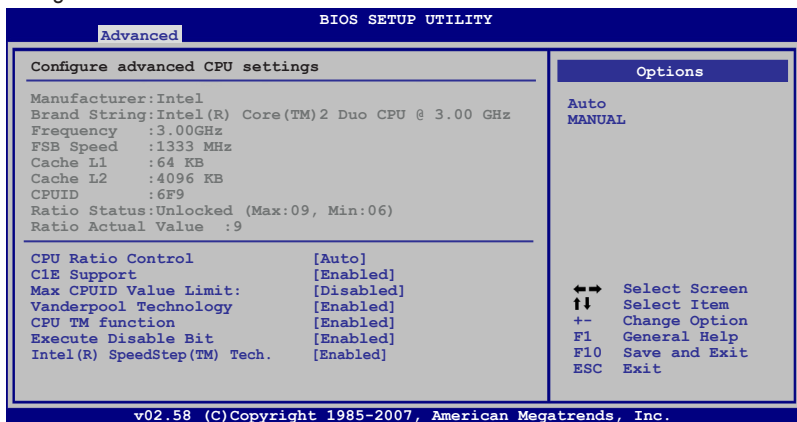 BIOS SETUP UTILITY
Advanced
Configure advanced CPU settings
Manufacturer:Intel
Brand String:Intel(R) Core(TM)2 Duo CPU @ 3.00 GHz
Frequency :3.00GHz
FSB Speed :1333 MHz
Cache L1 :64 KB
Cache L2 :4096 KB
CPUID :6F9
Ratio Status:Unlocked (Max:09, Min:06)
Ratio Actual Value :9
CPU Ratio Control [Auto]
C1E Support [Enabled]
Max CPUID Value Limit: [Disabled]
Vanderpool Technology [Enabled]
CPU TM function [Enabled]
Execute Disable Bit [Enabled]
Intel(R) SpeedStep(TM) Tech. [Enabled]
Options
Auto
MANUAL
←→ Select Screen
↑↓ Select Item
+- Change Option
F1 General Help
F10 Save and Exit
ESC Exit
v02.58 (C)Copyright 1985-2007, American Megatrends, Inc.